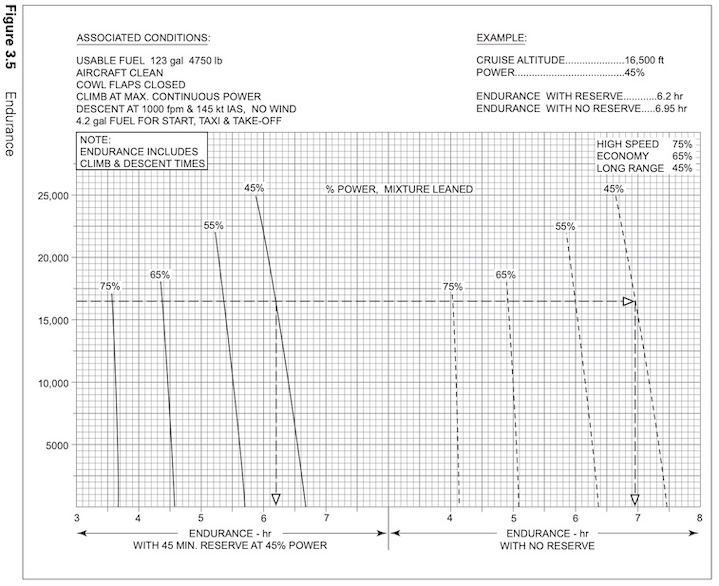 Figure 3.5 Endurance
ASSOCIATED CONDITIONS:
USABLE FUEL 123 gal 4750 lb
AIRCRAFT CLEAN
COWL FLAPS CLOSED
CLIMB AT MAX. CONTINUOUS POWER
DESCENT AT 1000 fpm & 145 kt IAS, NO WIND
4.2 gal FUEL FOR START, TAXI & TAKE-OFF
EXAMPLE:
CRUISE ALTITUDE....................16,500 ft
POWER....................................45%
ENDURANCE WITH RESERVE...........6.2 hr
ENDURANCE WITH NO RESERVE.....6.95 hr
NOTE:
ENDURANCE INCLUDES
CLIMB & DESCENT TIMES
HIGH SPEED 75%
ECONOMY 65%
LONG RANGE 45%
% POWER, MIXTURE LEANED
45% 45%
55% 55%
65% 65%
75% 75%
25,000
20,000
15,000
10,000
5000
3 4 5 6 7 4 5 6 7 8
ENDURANCE - hr
WITH 45 MIN. RESERVE AT 45% POWER
ENDURANCE - hr
WITH NO RESERVE